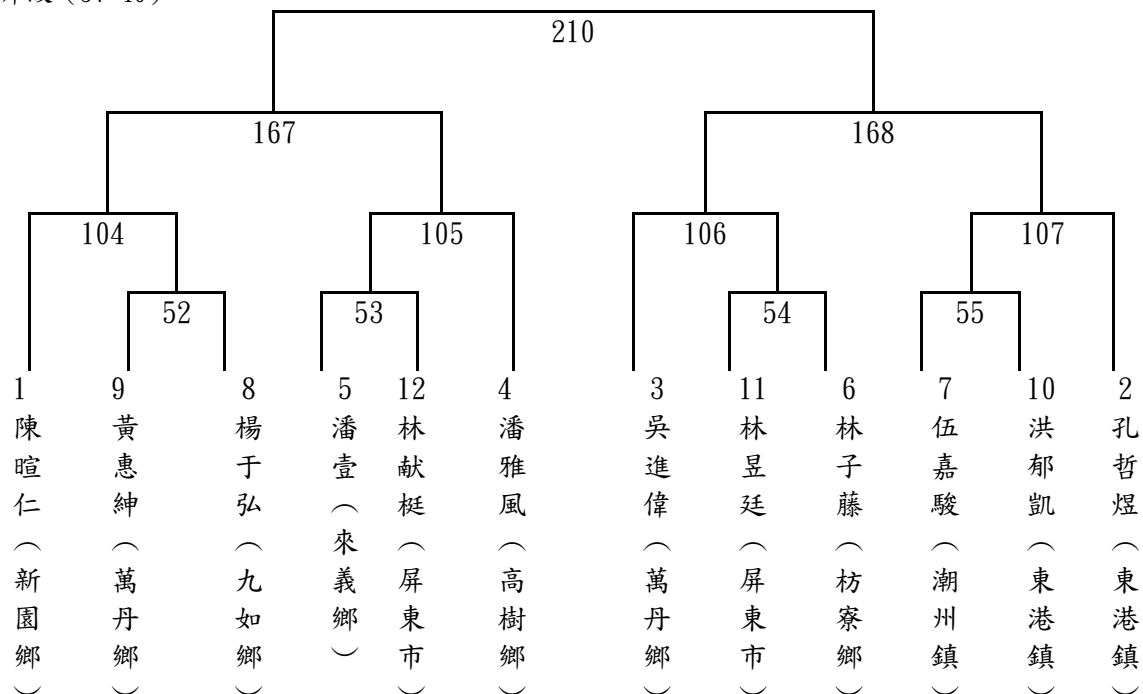 男甲組
210
167 168
104 105 106 107
52 53 54 55
1 9 8 5 12 4 3 11 6 7 10 2
陳暄仁（新園鄉）
黃惠紳（萬丹鄉）
楊于弘（九如鄉）
潘壹（來義鄉）
林献梃（屏東市）
潘雅風（高樹鄉）
吳進偉（萬丹鄉）
林昱廷（屏東市）
林子藤（枋寮鄉）
伍嘉駿（潮州鎮）
洪郁凱（東港鎮）
孔哲煜（東港鎮）